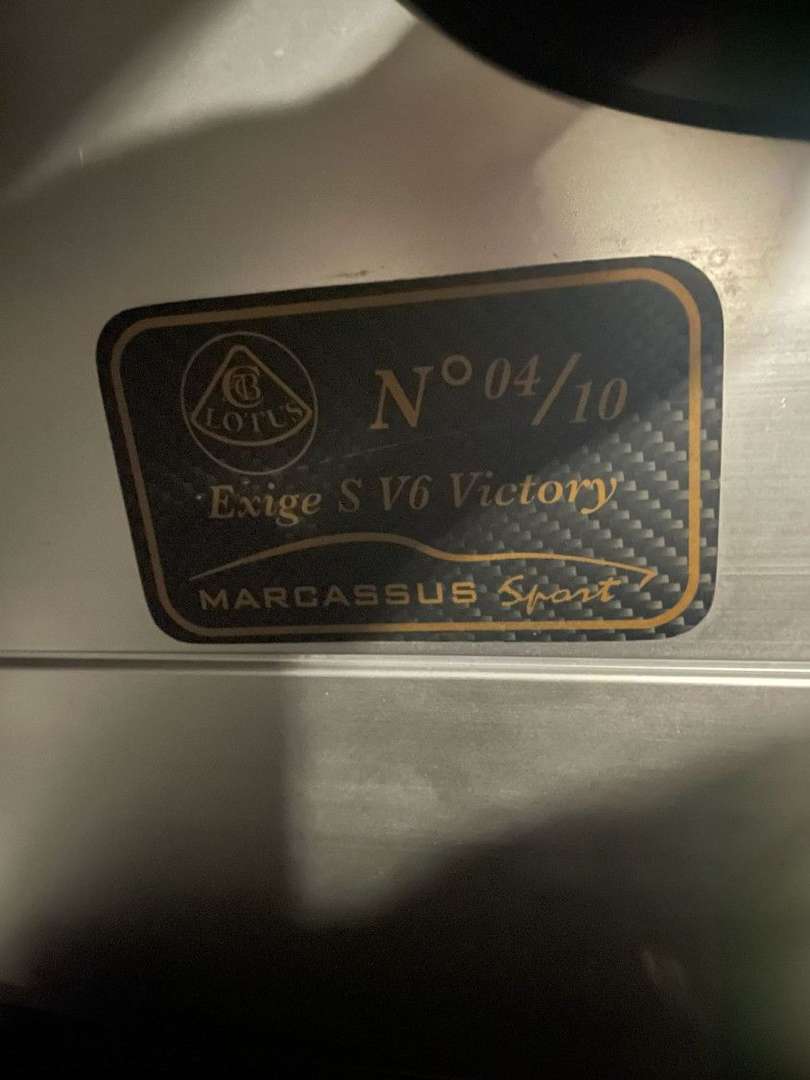 LOTUS
N° 04/10
Exige S V6 Victory
MARCASSUS Sport